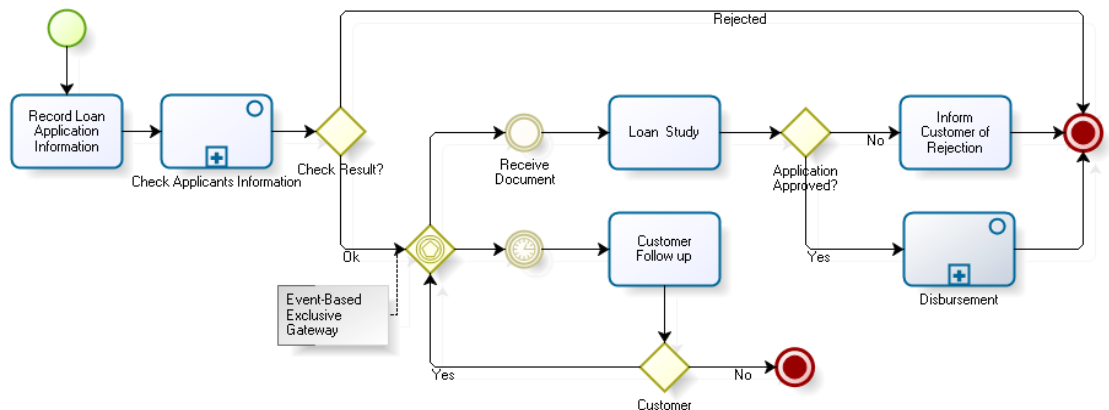 Rejected
Record Loan
Application
Information
Check Applicants Information
Check Result?
Ok
Event-Based
Exclusive
Gateway
Receive
Document
Loan Study
Application
Approved?
No
Inform
Customer of
Rejection
Yes
Disbursement
Customer
Follow up
Yes
No
Customer